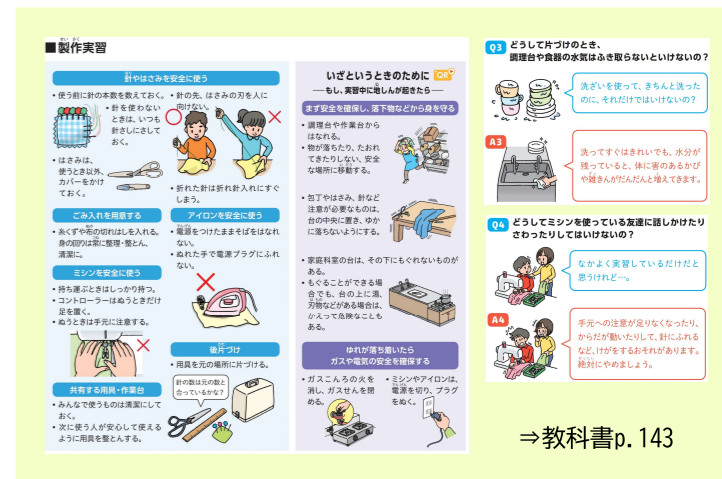 ■製作実習
針やはさみを安全に使う
• 使う前に針の本数を数えておく。
• 針を使わない
ときは、いつも
針さしにさして
おく。
• はさみは、
使うとき以外、
カバーをかけ
ておく。
• 針の先、はさみの刃を人に
向けない。
• 折れた針は折れ針入れにすぐ
しまう。
ごみ入れを用意する
• 糸くずや布の切れはしを入れる。
身の回りは常に整理・整とん、
清潔に。
ミシンを安全に使う
• 持ち運ぶときはしっかり持つ。
• コントローラーはぬうときだけ
足を置く。
• ぬうときは手元に注意する。
共有する用具・作業台
• みんなで使うものは清潔にして
おく。
• 次に使う人が安心して使える
ように用具を整とんする。
アイロンを安全に使う
• 電源をつけたままそばをはなれ
ない。
• ぬれた手で電源プラグにふれ
ない。
後片づけ
• 用具を元の場所に片づける。
針の数は元の数と
合っているかな?
いざというときのために QR
──もし、実習中に地しんが起きたら──
まず安全を確保し、落下物などから身を守る
• 調理台や作業台から
はなれる。
• 物が落ちたり、たおれ
てきたりしない、安全
な場所に移動する。
• 包丁やはさみ、針など
注意が必要なものは、
台の中央に置き、ゆか
に落ちないようにする。
• 家庭科室の台は、その下にもぐれないものが
ある。
• もぐることができる場
合でも、台の上に湯、
刃物などがある場合は、
かえって危険なことも
ある。
ゆれが落ち着いたら
ガスや電気の安全を確保する
• ガスこんろの火を
消し、ガスせんを閉
める。
• ミシンやアイロンは、
電源を切り、プラグ
をぬく。
Q3 どうして片づけのとき、
調理台や食器の水気はふき取らないといけないの?
洗ざいを使って、きちんと洗った
のに、それだけではいけないの?
A3
洗ってすぐはきれいでも、水分が
残っていると、体に害のあるかび
や雑きんがだんだんと増えてきます。
Q4 どうしてミシンを使っている友達に話しかけたり
さわったりしてはいけないの?
なかよく実習しているだけだと
思うけれど…。
A4
手元への注意が足りなくなったり、
からだが動いたりして、針にふれる
など、けがをするおそれがあります。
絶対にやめましょう。
⇒教科書p.143